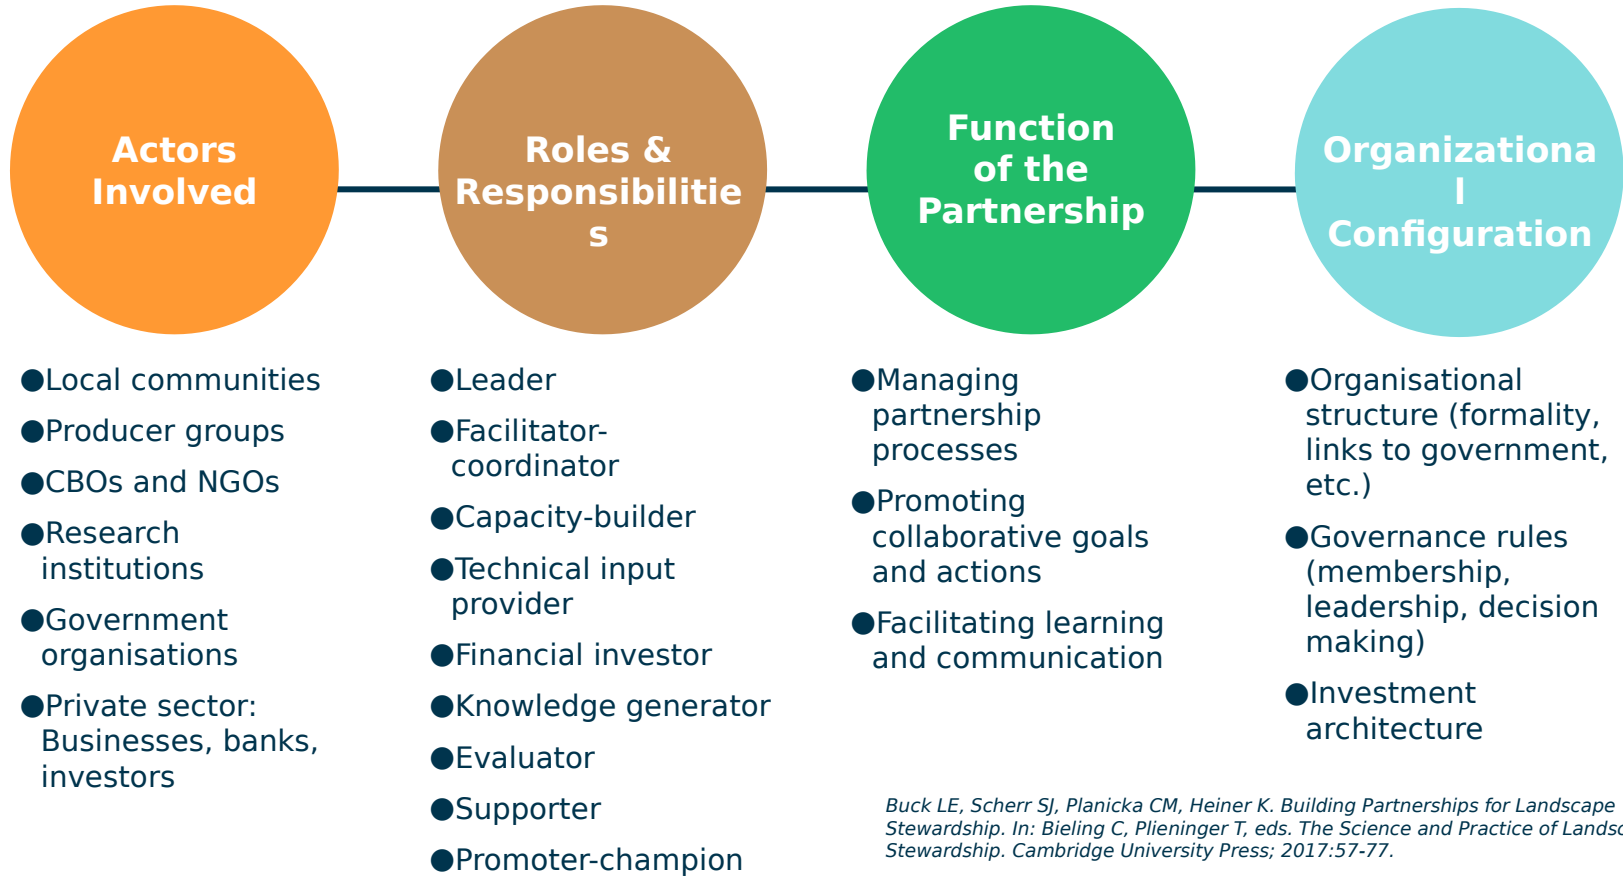 Actors
Involved
Roles &
Responsibilitie
s
Function
of the
Partnership
Organizationa
l
Configuration
●Local communities
●Producer groups
●CBOs and NGOs
●Research
institutions
●Government
organisations
●Private sector:
Businesses, banks,
investors
●Leader
●Facilitator-
coordinator
●Capacity-builder
●Technical input
provider
●Financial investor
●Knowledge generator
●Evaluator
●Supporter
●Promoter-champion
●Managing
partnership
processes
●Promoting
collaborative goals
and actions
●Facilitating learning
and communication
●Organisational
structure (formality,
links to government,
etc.)
●Governance rules
(membership,
leadership, decision
making)
●Investment
architecture
Buck LE, Scherr SJ, Planicka CM, Heiner K. Building Partnerships for Landscape
Stewardship. In: Bieling C, Plieninger T, eds. The Science and Practice of Landsc
Stewardship. Cambridge University Press; 2017:57-77.